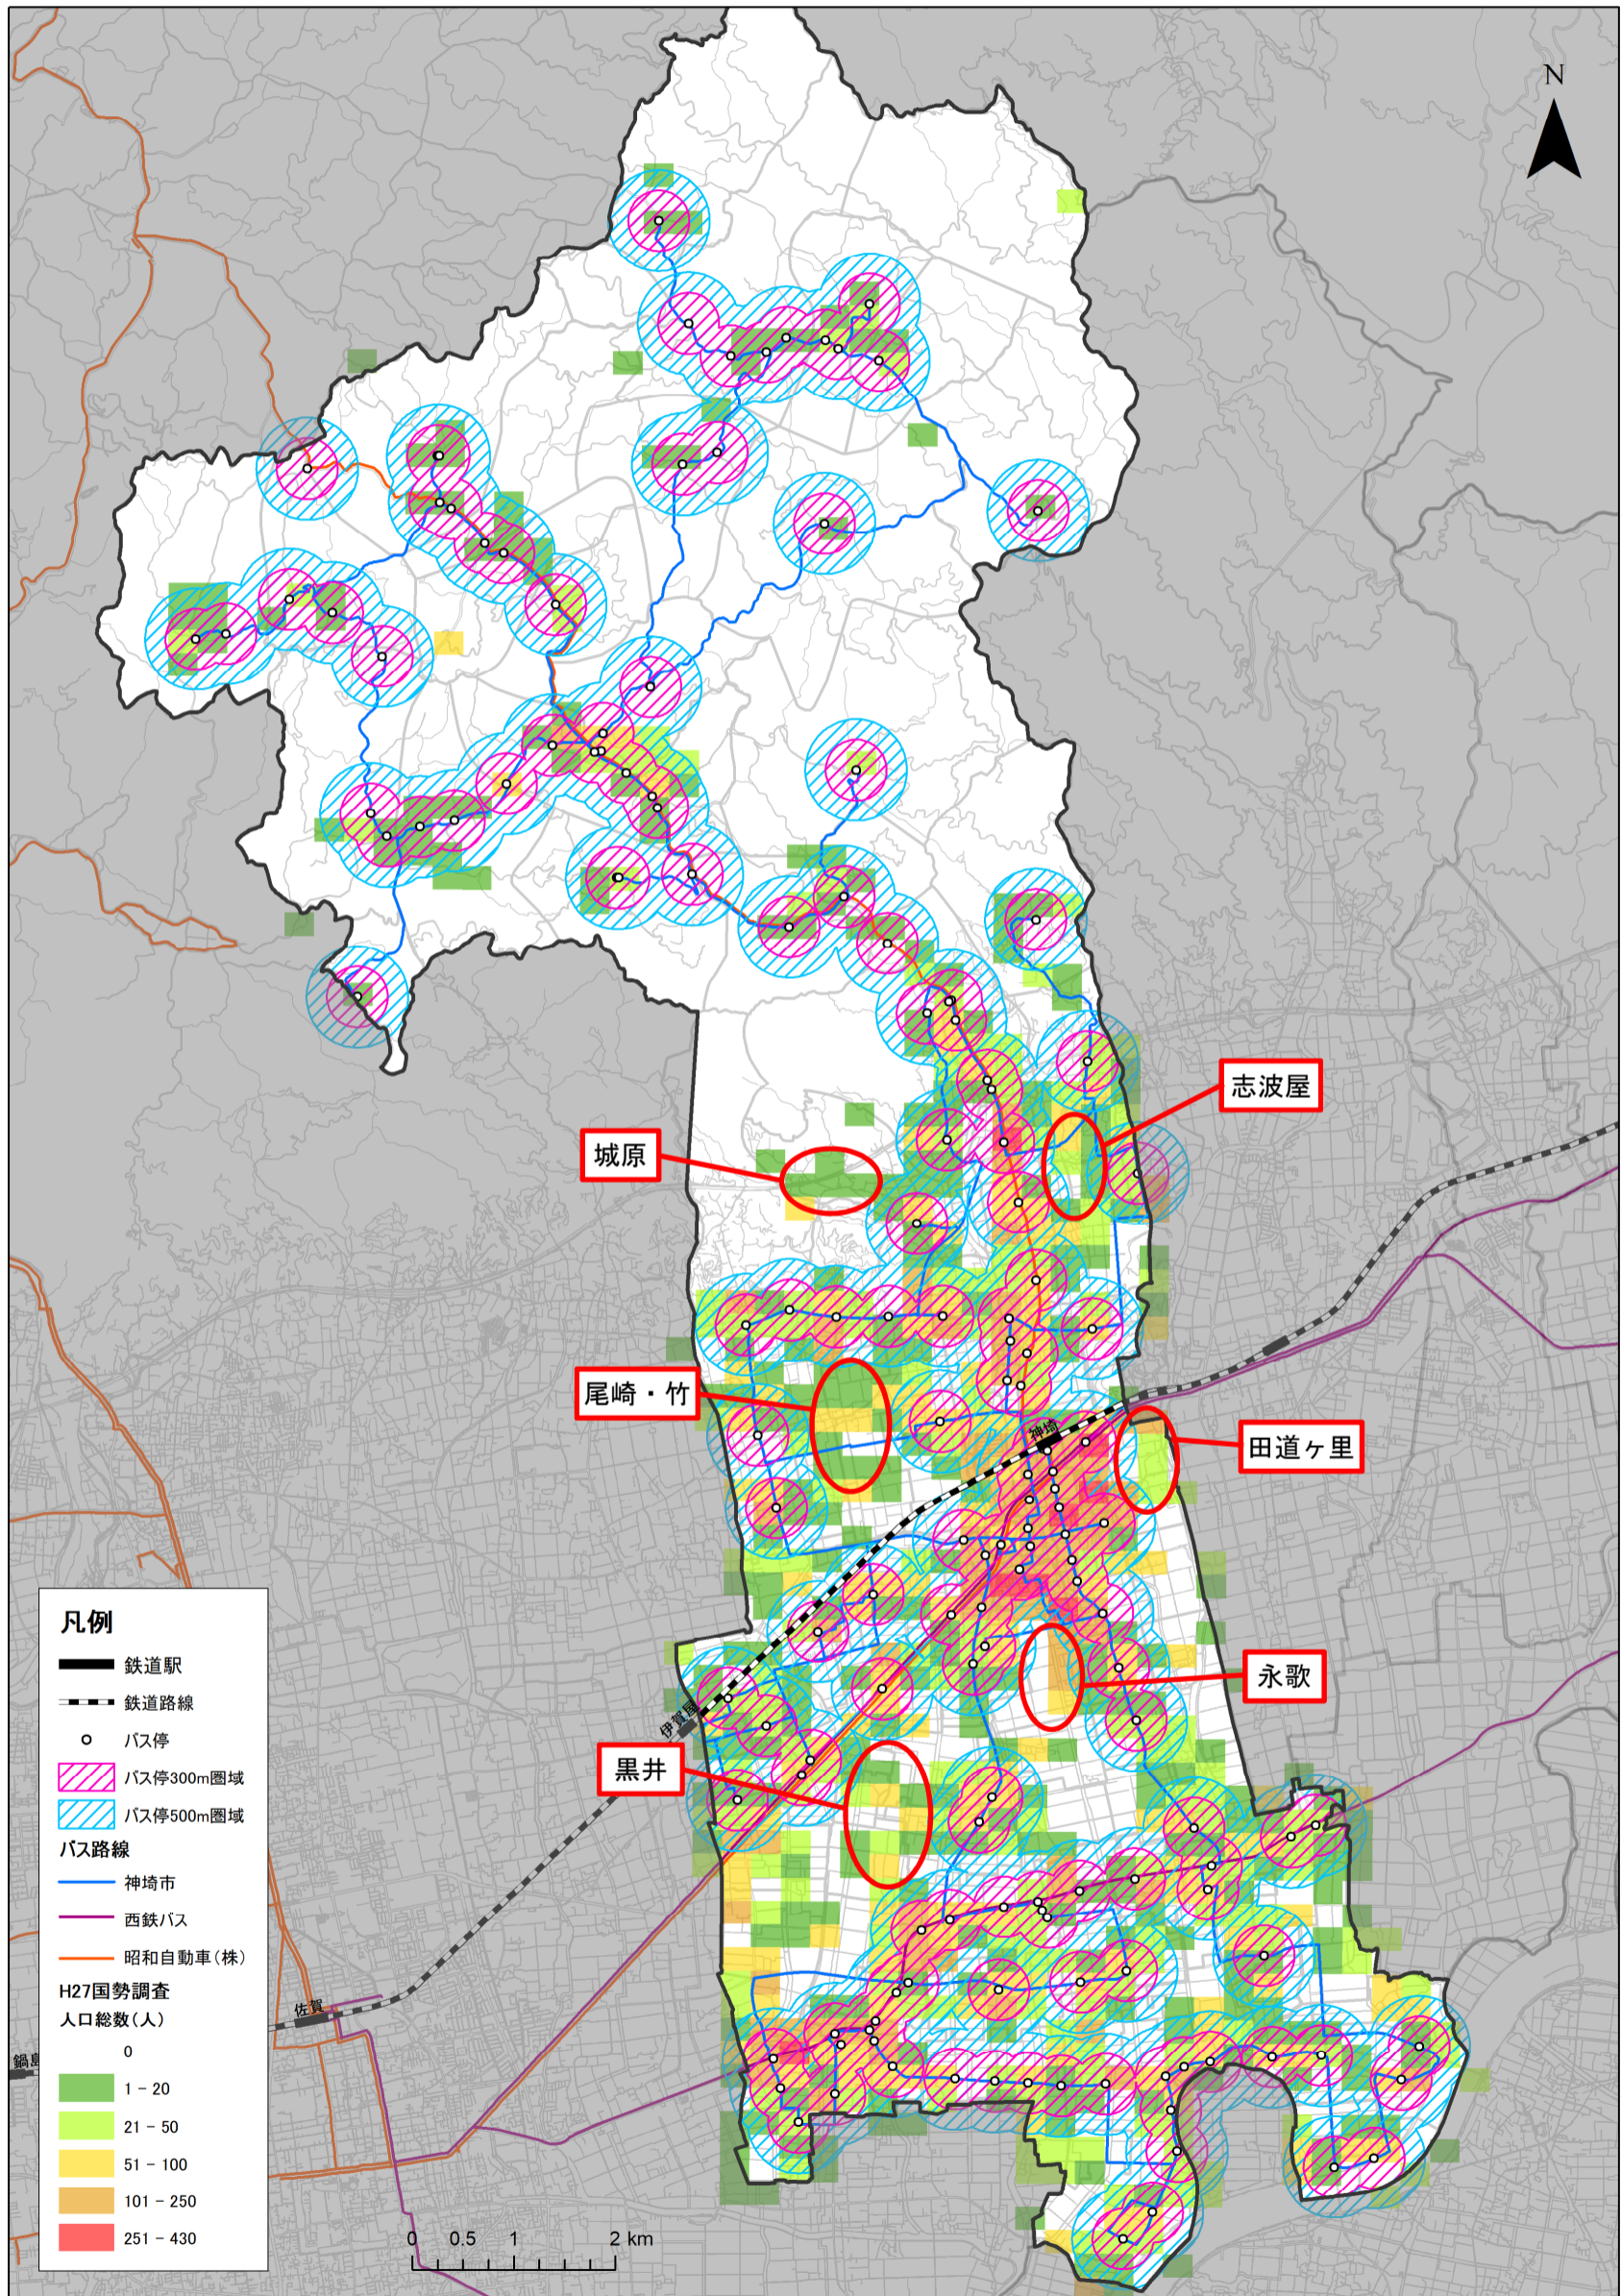 N
志波屋
城原
尾崎・竹
神埼
田道ヶ里
永歌
伊賀屋
黒井
凡例
鉄道駅
鉄道路線
バス停
バス停300m圏域
バス停500m圏域
バス路線
神埼市
西鉄バス
昭和自動車(株)
H27国勢調査
人口総数(人)
0
1 - 20
21 - 50
51 - 100
101 - 250
251 - 430
佐賀
鍋島
0 0.5 1 2 km